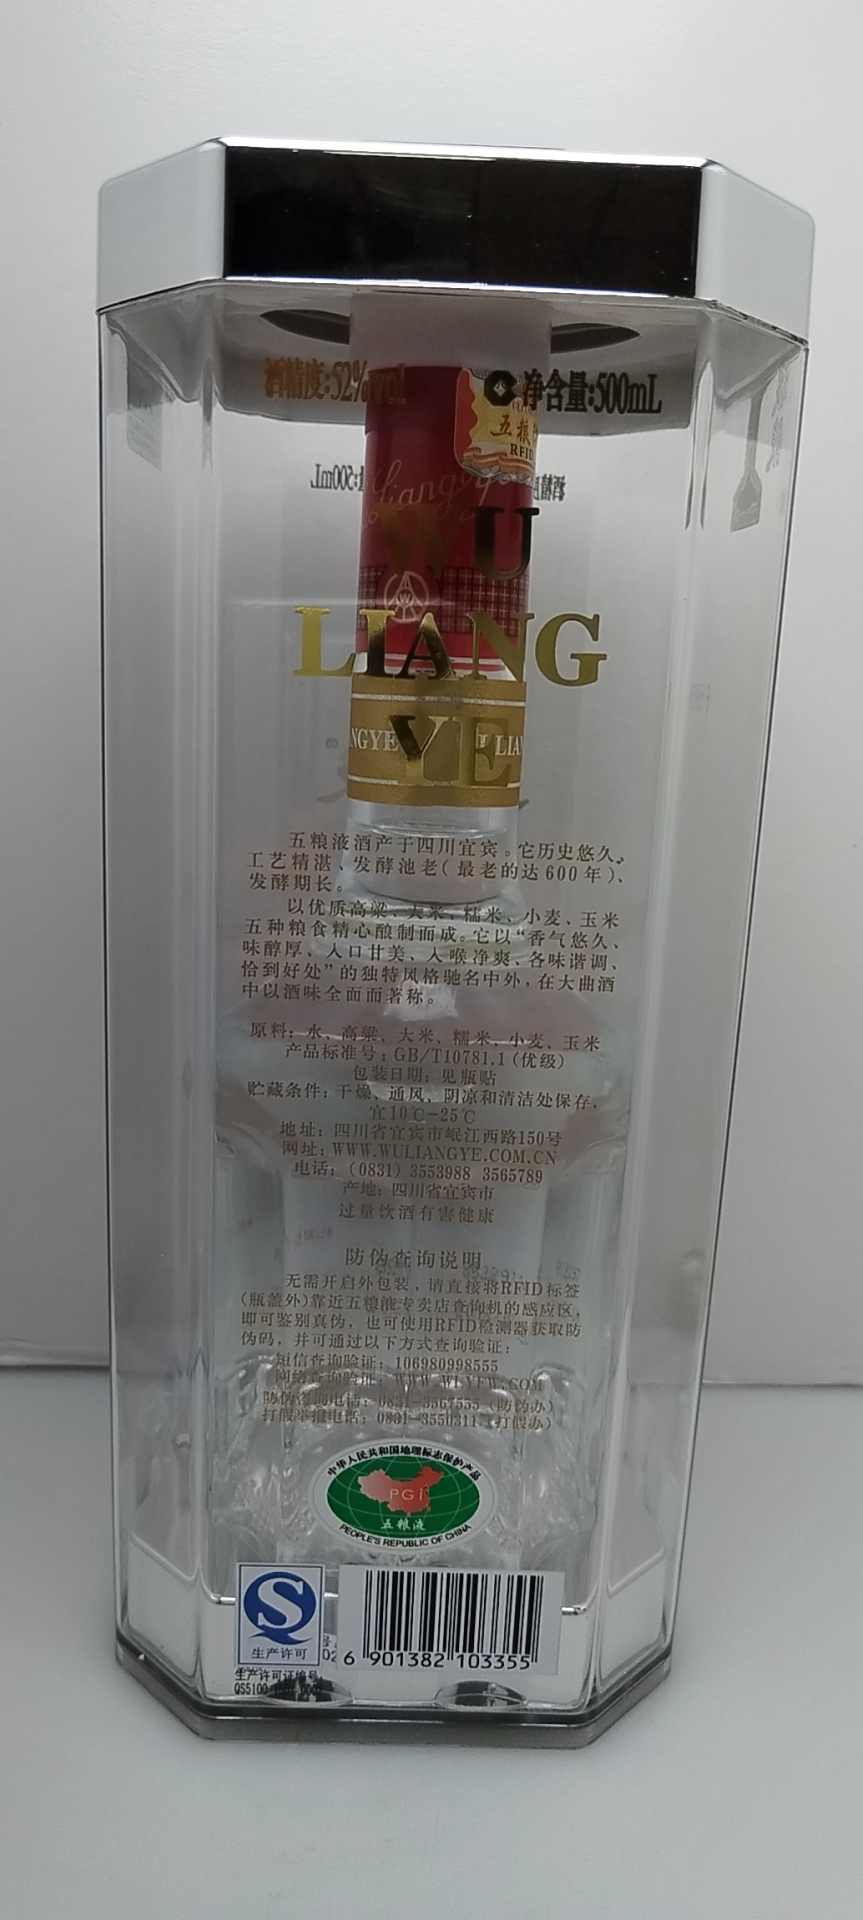 酒精度:52%vol 净含量:500mL
五粮
RFID
WU
LIANG
YE
五粮液酒产于四川宜宾。它历史悠久、
工艺精湛、发酵池老(最老的达600年)、
发酵期长。
以优质高粱、大米、糯米、小麦、玉米
五种粮食精心酿制而成。它以“香气悠久、
味醇厚、入口甘美、入喉净爽、各味谐调、
恰到好处”的独特风格驰名中外,在大曲酒
中以酒味全面而著称。
原料: 水、高粱、大米、糯米、小麦、玉米
产品标准号: GB/T10781.1(优级)
包装日期: 见瓶贴
贮藏条件: 干燥、通风、阴凉和清洁处保存,
宜10℃-25℃
地址: 四川省宜宾市岷江西路150号
网址: WWW.WULIANGYE.COM.CN
电话: (0831) 3553988 3565789
产地: 四川省宜宾市
过量饮酒有害健康
防伪查询说明
无需开启外包装,请直接将RFID标签
(瓶盖外)靠近五粮液专卖店查询机的感应区,
即可鉴别真伪,也可使用RFID检测器获取防
伪码,并可通过以下方式查询验证:
短信查询验证: 106980998555
网络查询验证: WWW.WLYFW.COM
防伪咨询电话: 0831-3567555 (防伪办)
打假举报电话: 0831-3550311 (打假办)
中华人民共和国地理标志保护产品
PGI
五粮液
PEOPLE'S REPUBLIC OF CHINA
生产许可
生产许可证编号:
6 901382 103355